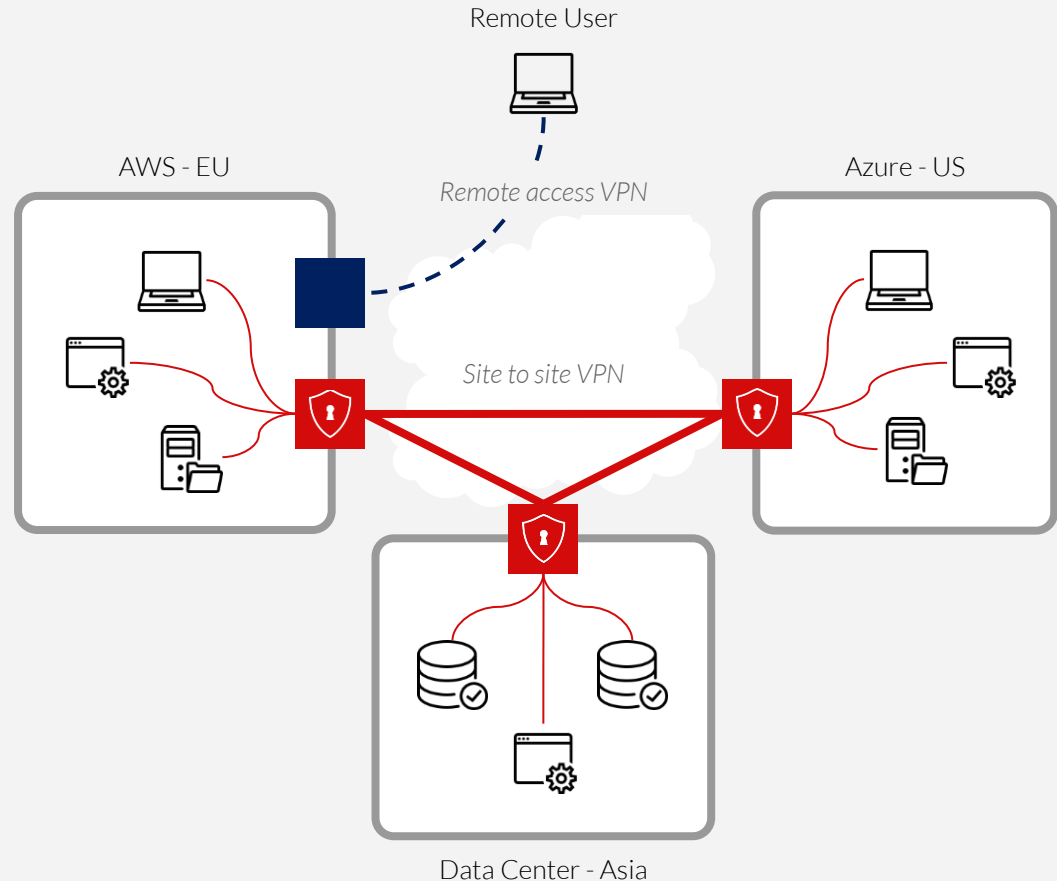 Remote User
AWS - EU
Azure - US
Remote access VPN
Site to site VPN
Data Center - Asia